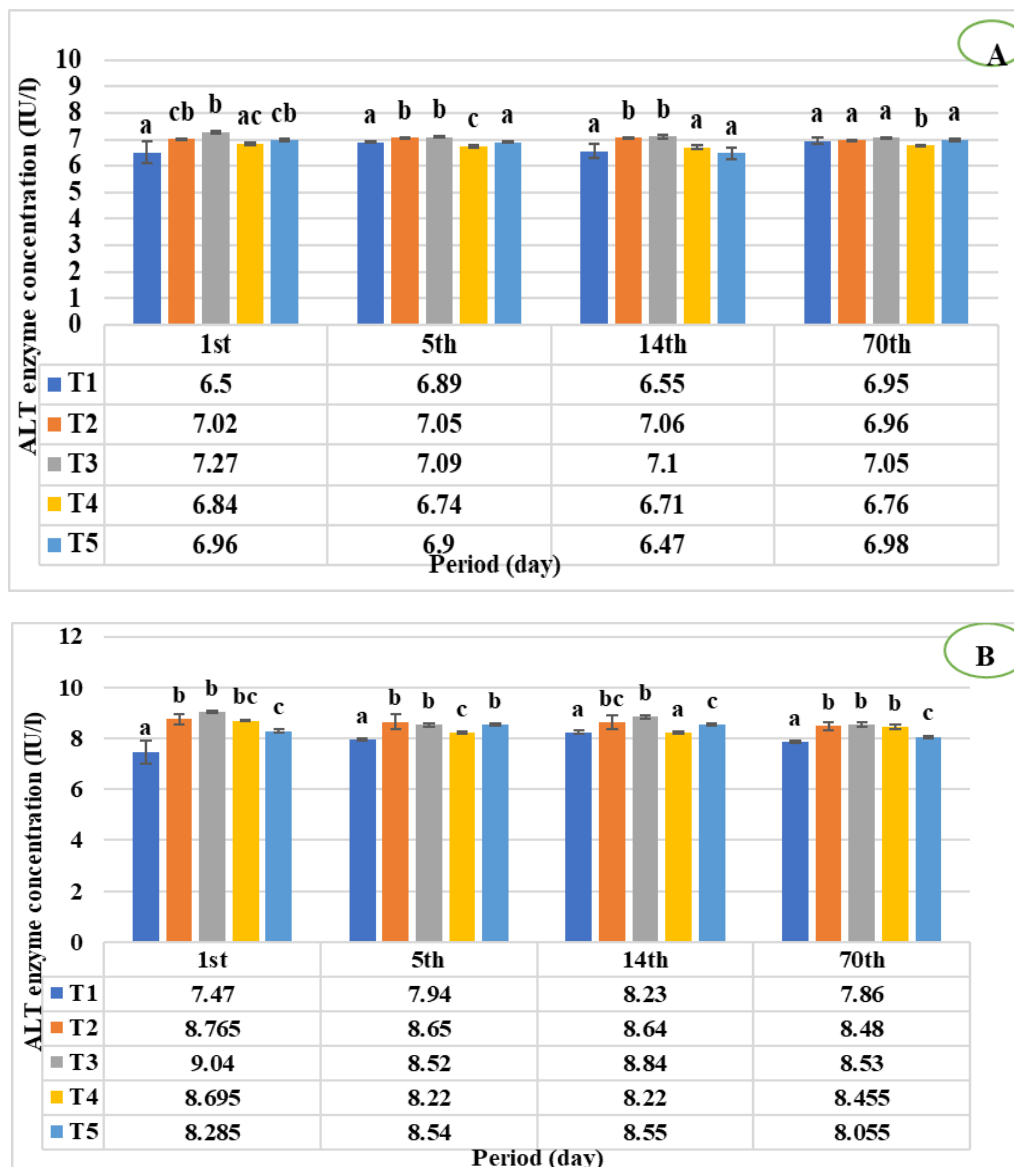 A
ALT enzyme concentration (IU/l)
10
9
8
7
6
5
4
3
2
1
0
a cb b ac cb a b b c a a b b a a a a a b a
1st 5th 14th 70th
T1 6.5 6.89 6.55 6.95
T2 7.02 7.05 7.06 6.96
T3 7.27 7.09 7.1 7.05
T4 6.84 6.74 6.71 6.76
T5 6.96 6.9 6.47 6.98
Period (day)
B
ALT enzyme concentration (IU/l)
12
10
8
6
4
2
0
a b b bc c a b b c b a bc b a c a b b b c
1st 5th 14th 70th
T1 7.47 7.94 8.23 7.86
T2 8.765 8.65 8.64 8.48
T3 9.04 8.52 8.84 8.53
T4 8.695 8.22 8.22 8.455
T5 8.285 8.54 8.55 8.055
Period (day)